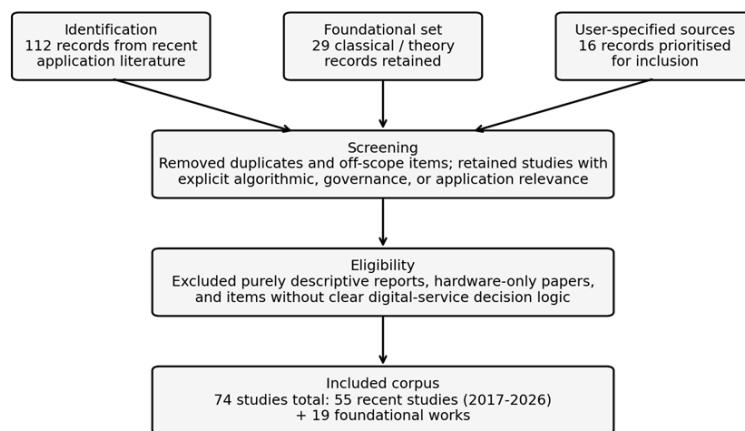 Identification
112 records from recent
application literature
Foundational set
29 classical / theory
records retained
User-specified sources
16 records prioritised
for inclusion
Screening
Removed duplicates and off-scope items; retained studies with
explicit algorithmic, governance, or application relevance
Eligibility
Excluded purely descriptive reports, hardware-only papers,
and items without clear digital-service decision logic
Included corpus
74 studies total: 55 recent studies (2017-2026)
+ 19 foundational works